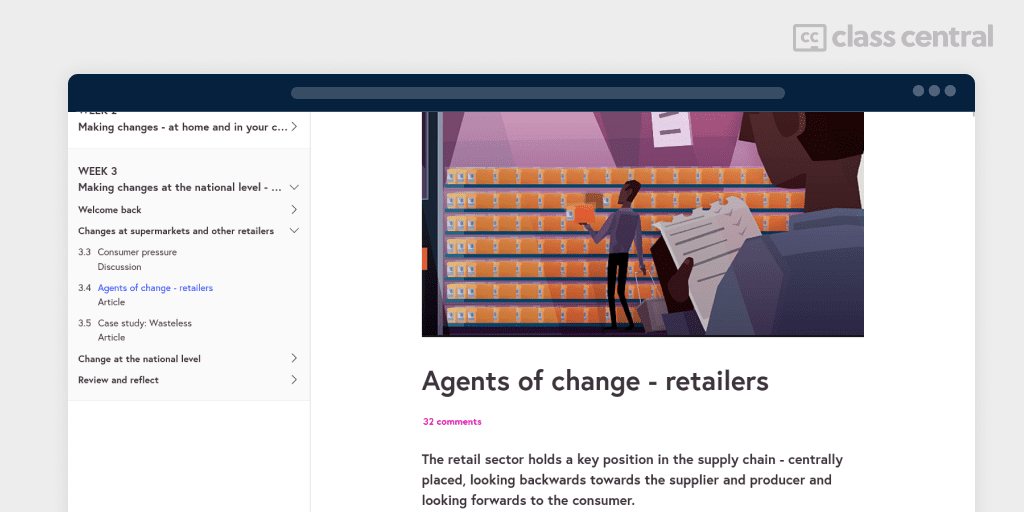 cc class central
WEEK 2
Making changes - at home and in your c...
WEEK 3
Making changes at the national level - ...
Welcome back
Changes at supermarkets and other retailers
3.3 Consumer pressure
Discussion
3.4 Agents of change - retailers
Article
3.5 Case study: Wasteless
Article
Change at the national level
Review and reflect
Agents of change - retailers
32 comments
The retail sector holds a key position in the supply chain - centrally
placed, looking backwards towards the supplier and producer and
looking forwards to the consumer.